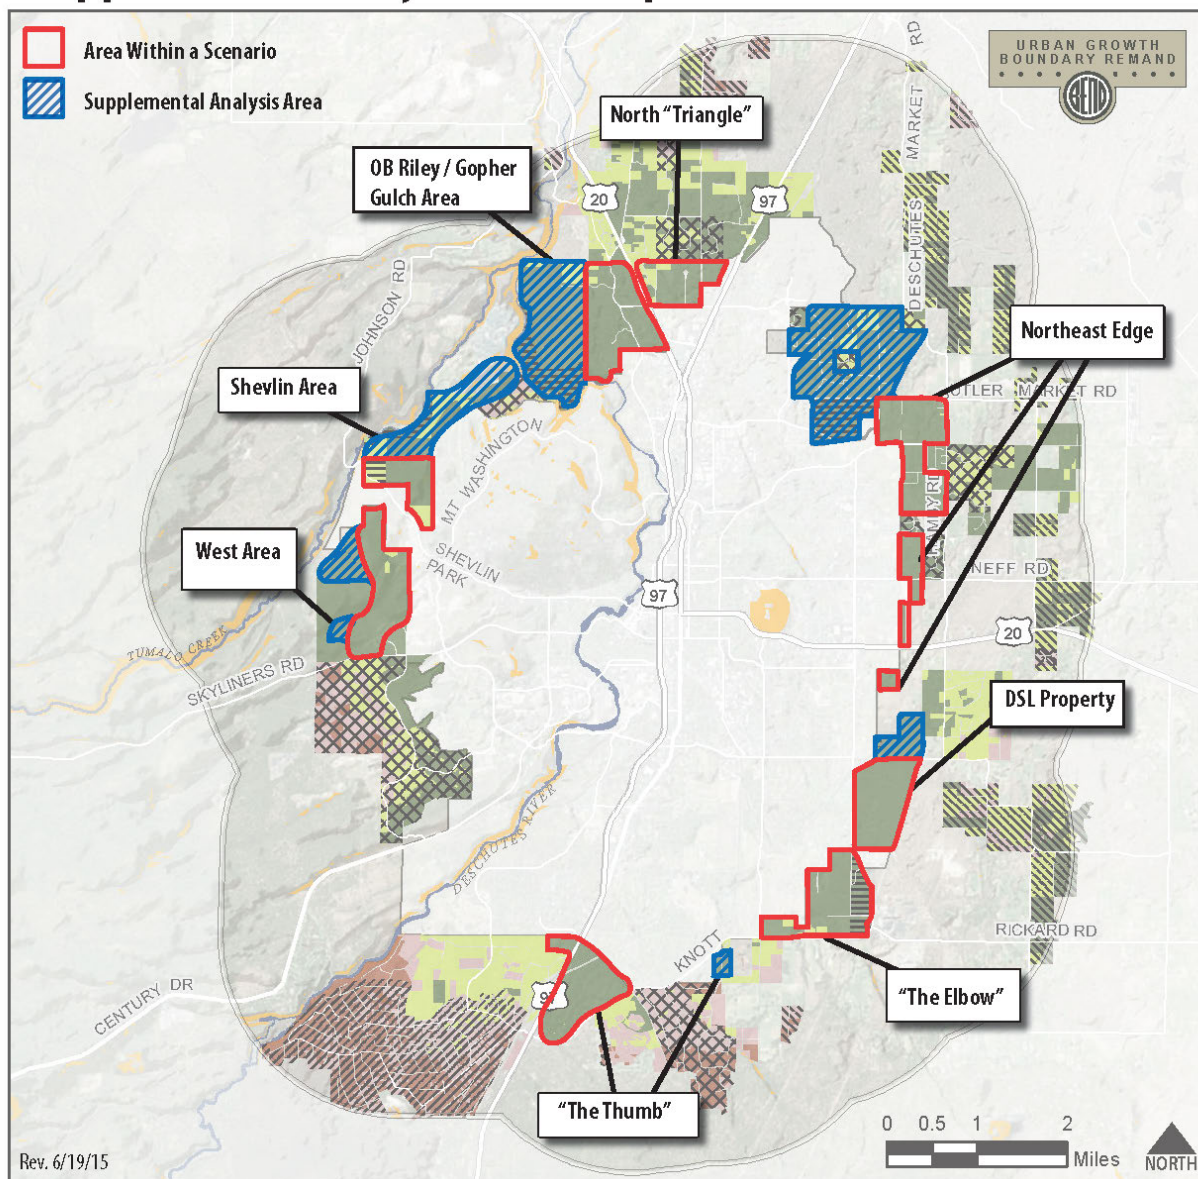 Area Within a Scenario
Supplemental Analysis Area
URBAN GROWTH
BOUNDARY REMAND
BEND
North “Triangle”
OB Riley / Gopher
Gulch Area
20
97
MARKET RD
DESCHUTES
JOHNSON RD
Northeast Edge
Shevlin Area
MARKET RD
MT WASHINGTON
West Area
SHEVLIN
PARK
NEFF RD
97
20
TUMALO CREEK
SKYLINERS RD
DSL Property
DESCHUTES RIVER
KNOTT
RICKARD RD
CENTURY DR
“The Elbow”
“The Thumb”
0 0.5 1 2
Miles
NORTH
Rev. 6/19/15